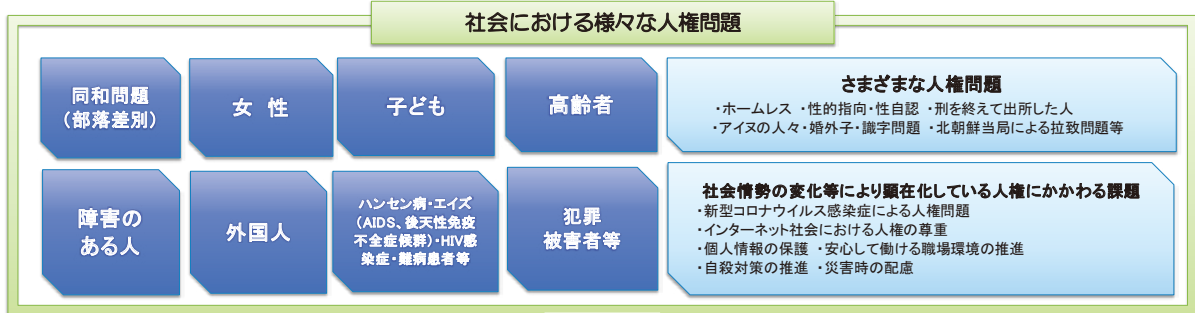 社会における様々な人権問題
同和問題
（部落差別）
女 性
子ども
高齢者
さまざまな人権問題
・ホームレス ・性的指向・性自認 ・刑を終えて出所した人
・アイヌの人々・婚外子・識字問題 ・北朝鮮当局による拉致問題等
障害の
ある人
外国人
ハンセン病・エイズ
（AIDS、後天性免疫
不全症候群）・HIV感
染症・難病患者等
犯罪
被害者等
社会情勢の変化等により顕在化している人権にかかわる課題
・新型コロナウイルス感染症による人権問題
・インターネット社会における人権の尊重
・個人情報の保護 ・安心して働ける職場環境の推進
・自殺対策の推進 ・災害時の配慮